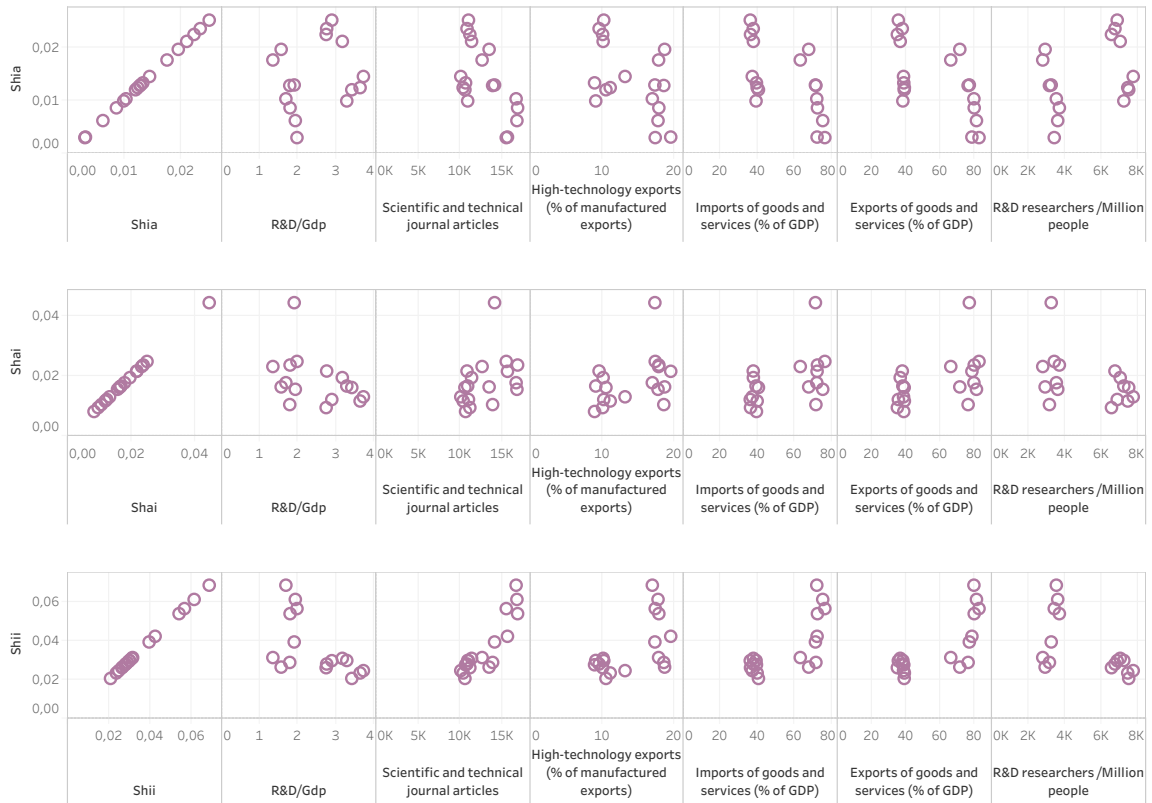 Shia
0,02
0,01
0,00
0,00 0,01 0,02 0 1 2 3 4 0K 5K 10K 15K 0 10 20 0 20 40 60 80 0 20 40 60 80 0K 2K 4K 6K 8K
Shia
R&D/Gdp
Scientific and technical
journal articles
High-technology exports
(% of manufactured
exports)
Imports of goods and
services (% of GDP)
Exports of goods and
services (% of GDP)
R&D researchers /Million
people
Shai
0,04
0,02
0,00
0,00 0,02 0,04 0 1 2 3 4 0K 5K 10K 15K 0 10 20 0 20 40 60 80 0 20 40 60 80 0K 2K 4K 6K 8K
Shai
R&D/Gdp
Scientific and technical
journal articles
High-technology exports
(% of manufactured
exports)
Imports of goods and
services (% of GDP)
Exports of goods and
services (% of GDP)
R&D researchers /Million
people
Shii
0,06
0,04
0,02
0,00
0,02 0,04 0,06 0 1 2 3 4 0K 5K 10K 15K 0 10 20 0 20 40 60 80 0 20 40 60 80 0K 2K 4K 6K 8K
Shii
R&D/Gdp
Scientific and technical
journal articles
High-technology exports
(% of manufactured
exports)
Imports of goods and
services (% of GDP)
Exports of goods and
services (% of GDP)
R&D researchers /Million
people